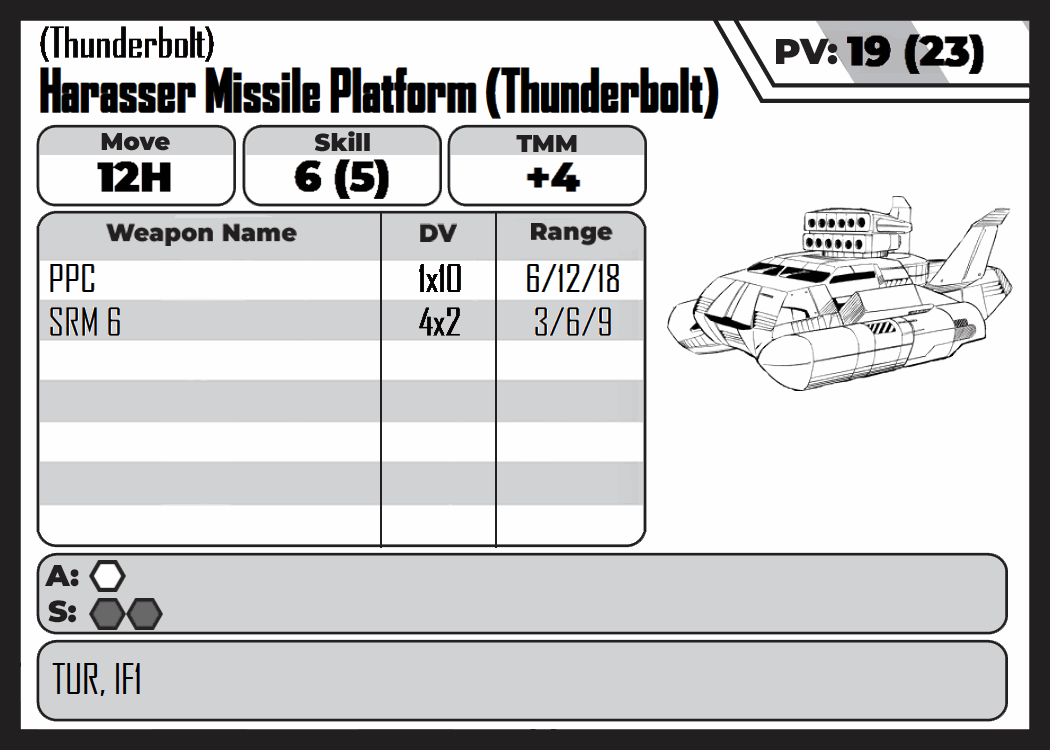 (Thunderbolt)
Harasser Missile Platform (Thunderbolt)
PV: 19 (23)
Move Skill TMM
12H 6 (5) +4
Weapon Name DV Range
PPC 1x10 6/12/18
SRM 6 4x2 3/6/9
A:
S:
TUR, IF1